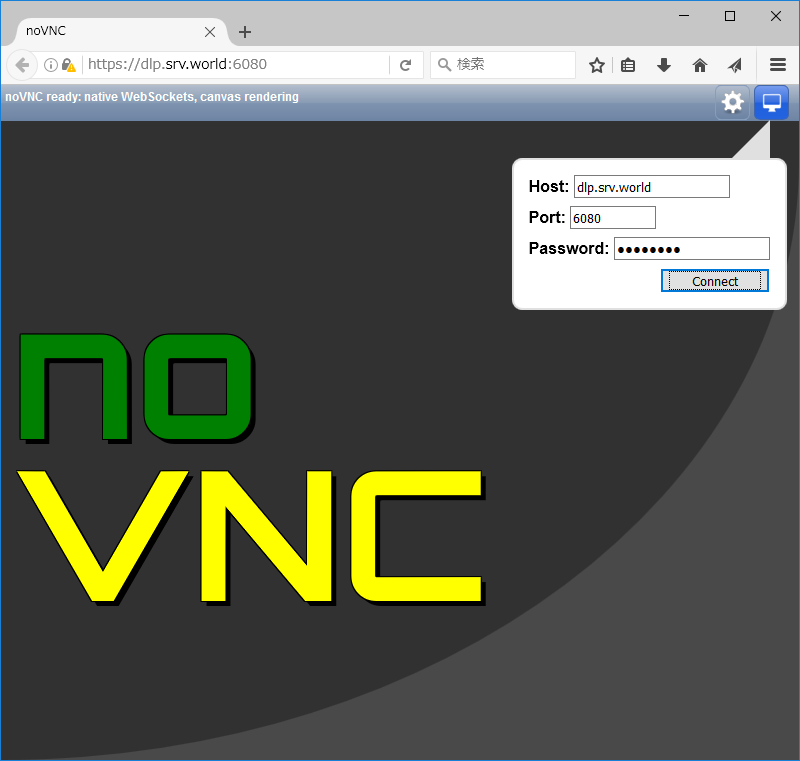 noVNC
https://dlp.srv.world:6080
検索
noVNC ready: native WebSockets, canvas rendering
Host: dlp.srv.world
Port: 6080
Password: ●●●●●●●●
Connect
no
VNC